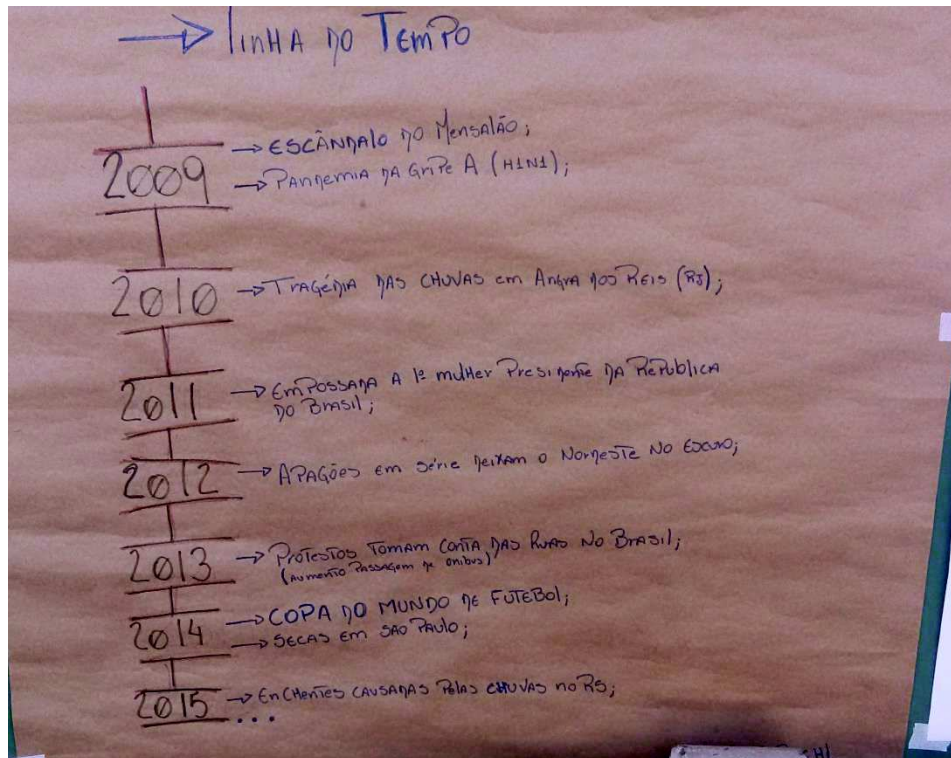 → LINHA DO TEMPO
2009
→ ESCÂNDALO DO MENSALÃO;
→ PANDEMIA DA GRIPE A (H1N1);
2010
→ TRAGÉDIA DAS CHUVAS EM ANGRA DOS REIS (RJ);
2011
→ EMPOSSADA A 1ª MULHER PRESIDENTE DA REPUBLICA
DO BRASIL;
2012
→ APAGÕES EM SÉRIE DEIXAM O NORDESTE NO ESCURO;
2013
→ PROTESTOS TOMAM CONTA DAS RUAS NO BRASIL;
(AUMENTO PASSAGEM DE ONIBUS)
2014
→ COPA DO MUNDO DE FUTEBOL;
→ SECAS EM SAO PAULO;
2015
→ ENCHENTES CAUSADAS PELAS CHUVAS NO RS;
...